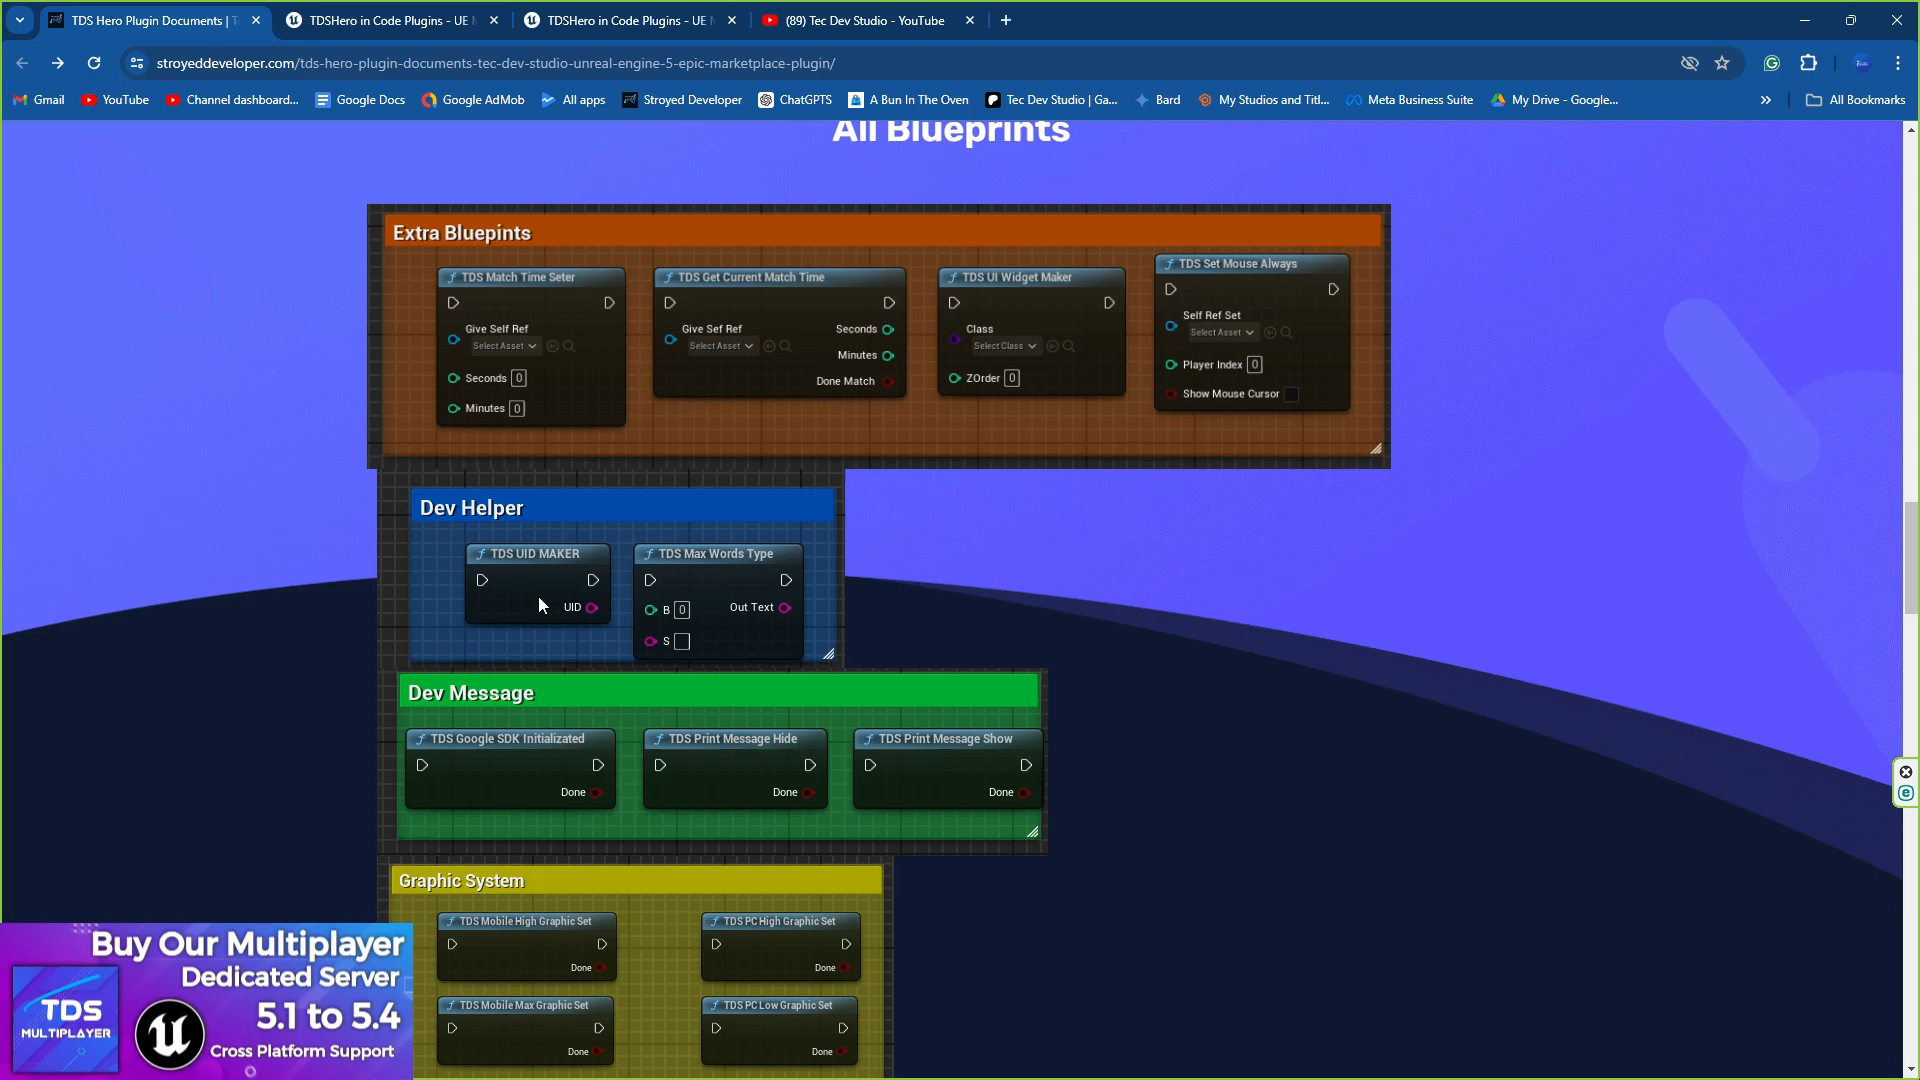 TDS Hero Plugin Documents | T
TDSHero in Code Plugins - UE M
TDSHero in Code Plugins - UE M
(89) Tec Dev Studio - YouTube
stroyeddeveloper.com/tds-hero-plugin-documents-tec-dev-studio-unreal-engine-5-epic-marketplace-plugin/
Gmail
YouTube
Channel dashboard...
Google Docs
Google AdMob
All apps
Stroyed Developer
ChatGPTS
A Bun In The Oven
Tec Dev Studio | Ga...
Bard
My Studios and Titl...
Meta Business Suite
My Drive - Google...
All Bookmarks
All Blueprints
Extra Bluepints
TDS Match Time Seter
Give Self Ref
Select Asset
Seconds 0
Minutes 0
TDS Get Current Match Time
Give Sef Ref
Select Asset
Seconds
Minutes
Done Match
TDS UI Widget Maker
Class
Select Class
ZOrder 0
TDS Set Mouse Always
Self Ref Set
Select Asset
Player Index 0
Show Mouse Cursor
Dev Helper
TDS UID MAKER
UID
TDS Max Words Type
B 0
Out Text
S
Dev Message
TDS Google SDK Initializated
Done
TDS Print Message Hide
Done
TDS Print Message Show
Done
Graphic System
TDS Mobile High Graphic Set
Done
TDS PC High Graphic Set
Done
TDS Mobile Max Graphic Set
Done
TDS PC Low Graphic Set
Done
Buy Our Multiplayer
Dedicated Server
5.1 to 5.4
Cross Platform Support
TDS
MULTIPLAYER